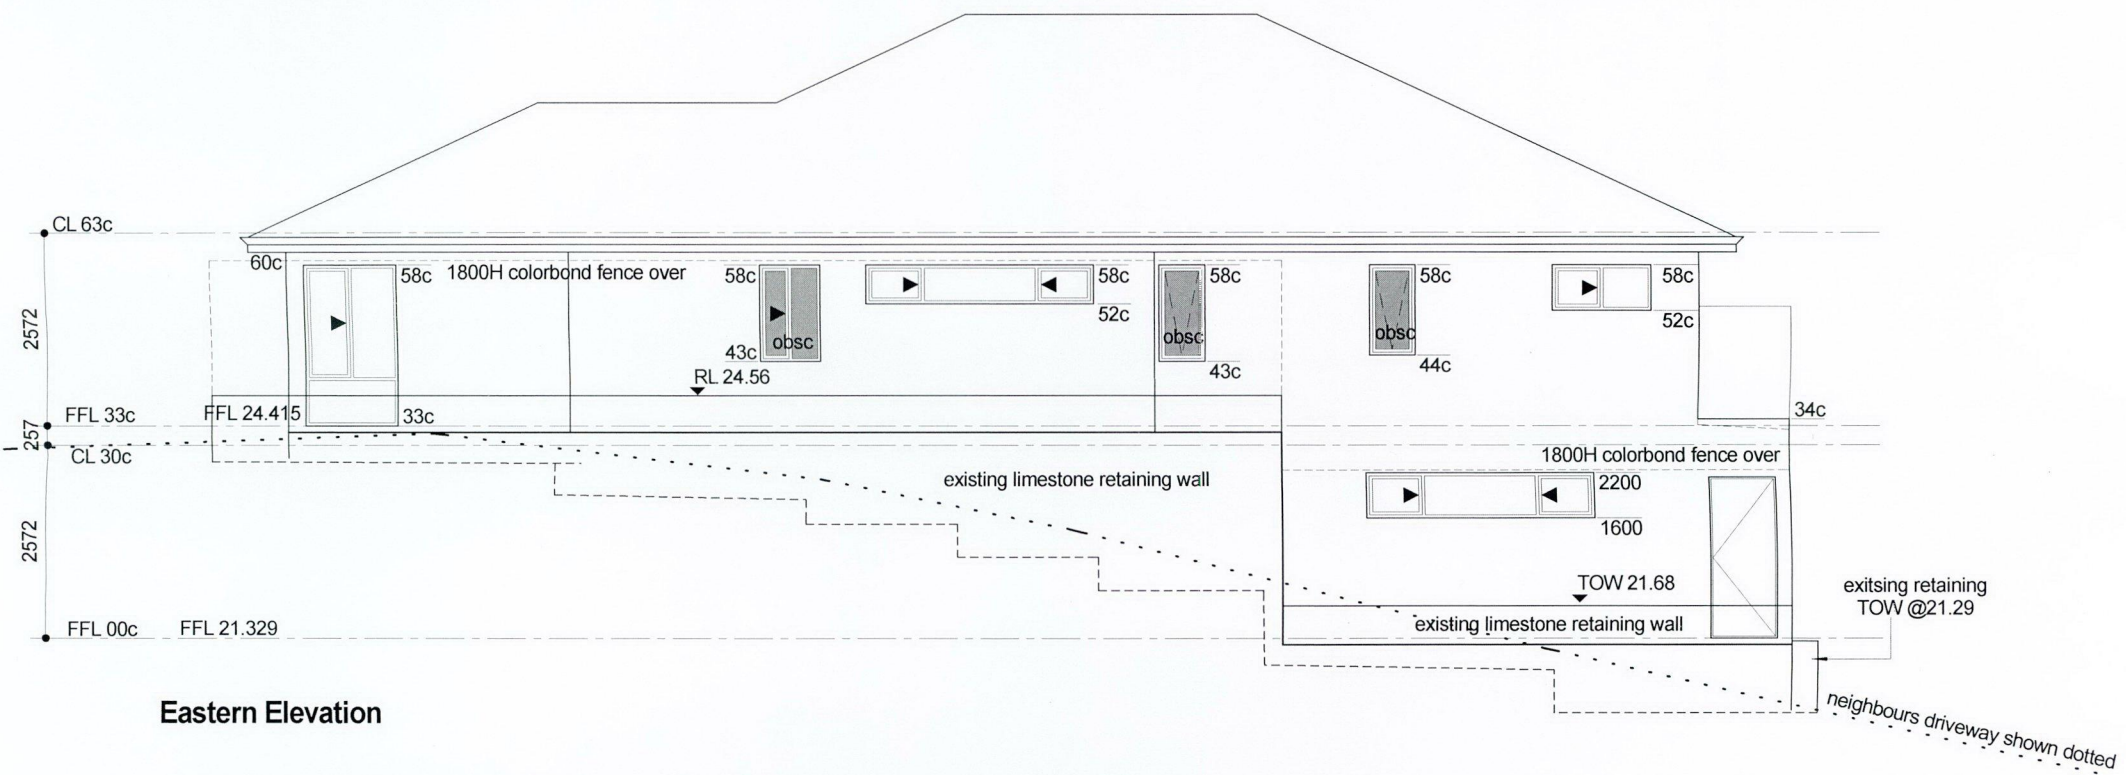 CL 63c
60c
58c
1800H colorbond fence over
58c
58c
58c
58c
58c
52c
52c
obsc
obsc
obsc
43c
43c
44c
2572
RL 24.56
FFL 33c
FFL 24.415
33c
34c
257
CL 30c
existing limestone retaining wall
1800H colorbond fence over
2200
1600
2572
TOW 21.68
exitsing retaining
TOW @21.29
FFL 00c
FFL 21.329
existing limestone retaining wall
Eastern Elevation
neighbours driveway shown dotted